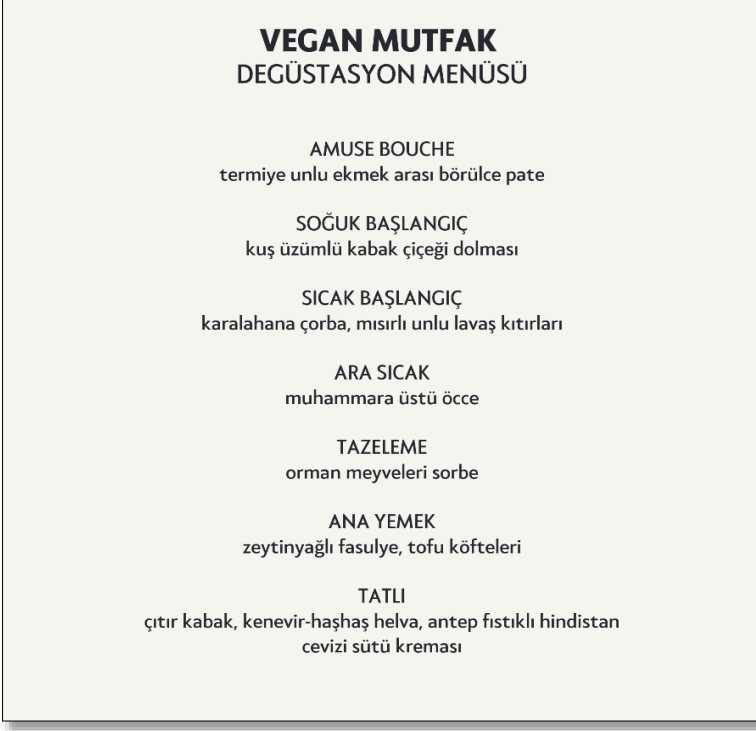 VEGAN MUTFAK
DEGÜSTASYON MENÜSÜ
AMUSE BOUCHE
termiye unlu ekmek arası börülce pate
SOĞUK BAŞLANGIÇ
kuş üzümlü kabak çiçeği dolması
SICAK BAŞLANGIÇ
karalahana çorba, mısırlı unlu lavaş kıtırları
ARA SICAK
muhammara üstü öcce
TAZELEME
orman meyveleri sorbe
ANA YEMEK
zeytinyağlı fasulye, tofu köfteleri
TATLI
çıtır kabak, kenevir-haşhaş helva, antep fıstıklı hindistan
cevizi sütü kreması